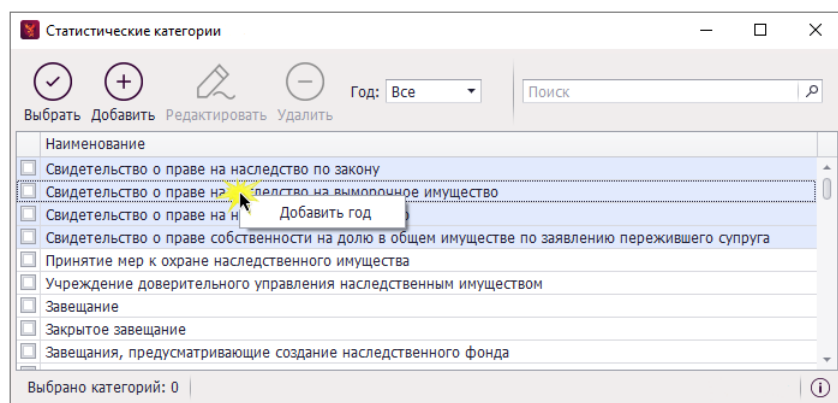 Статистические категории
Выбрать Добавить Редактировать Удалить Год: Все Поиск
Наименование
Свидетельство о праве на наследство по закону
Свидетельство о праве наследство на выморочное имущество
Свидетельство о праве на
Добавить год
Свидетельство о праве собственности на долю в общем имуществе по заявлению пережившего супруга
Принятие мер к охране наследственного имущества
Учреждение доверительного управления наследственным имуществом
Завещание
Закрытое завещание
Завещания, предусматривающие создание наследственного фонда
Выбрано категорий: 0